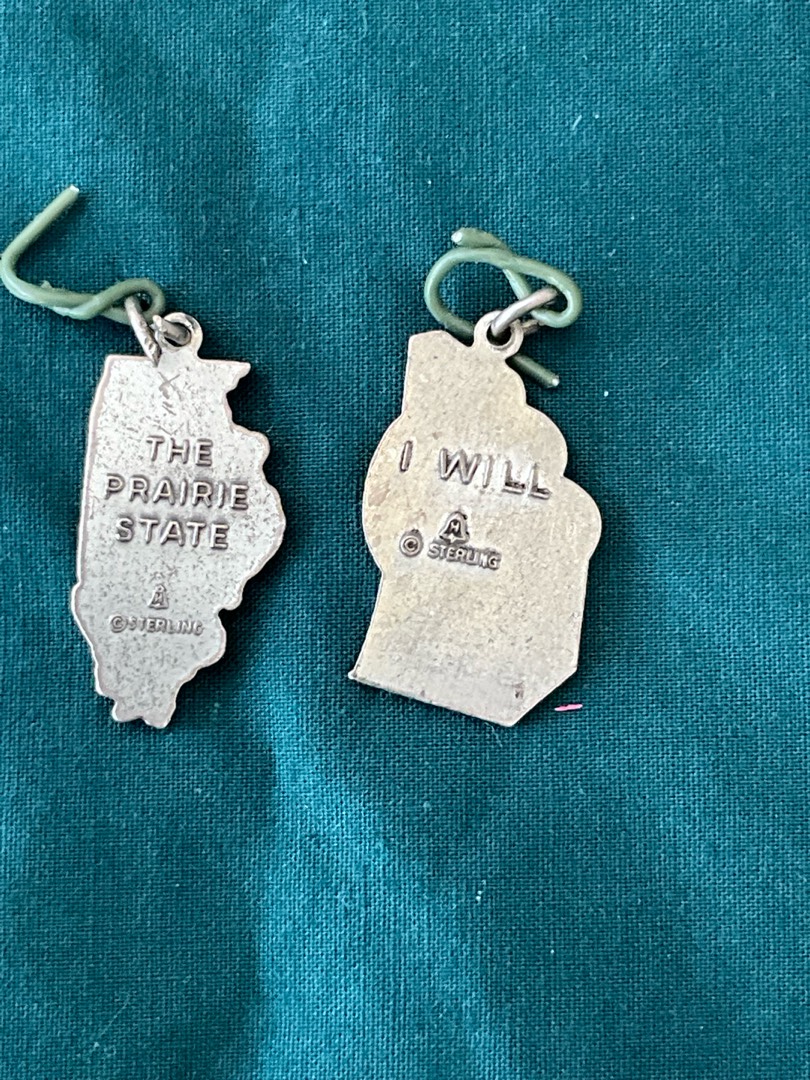 THE
PRAIRIE
STATE
M
© STERLING
I WILL
M
© STERLING